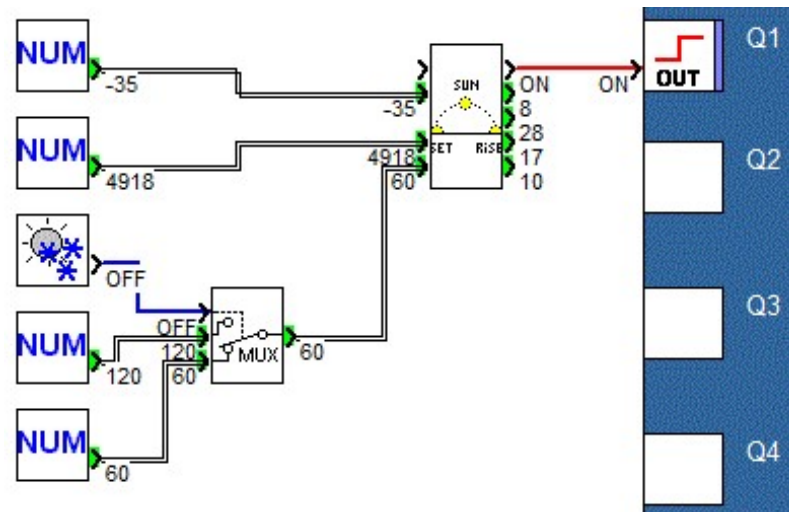 NUM
-35
NUM
4918
OFF
NUM
120
NUM
60
OFF
120
60
MUX
60
-35
4918
60
SUN
SET RiSE
ON
8
28
17
10
ON
OUT
Q1
Q2
Q3
Q4